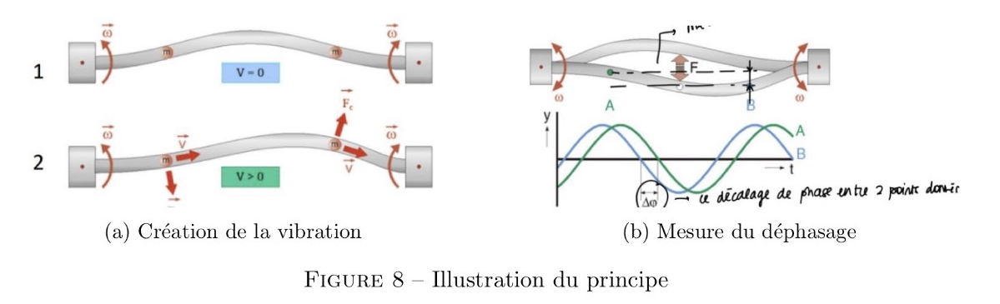 1
ω
ω
m
m
V = 0
2
ω
ω
V
F_c
m
m
V
V > 0
(a) Création de la vibration
F
ω
ω
A
B
y
A
B
t
Δφ
→ le décalage de phase entre 2 points donnés
(b) Mesure du déphasage
FIGURE 8 – Illustration du principe